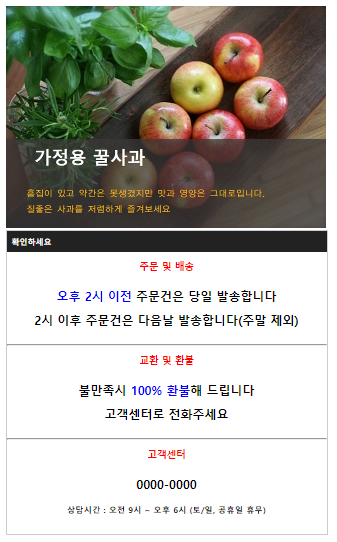 가정용 꿀사과
흠집이 있고 약간은 못생겼지만 맛과 영양은 그대로입니다.
질좋은 사과를 저렴하게 즐겨보세요
확인하세요
주문 및 배송
오후 2시 이전 주문건은 당일 발송합니다
2시 이후 주문건은 다음날 발송합니다(주말 제외)
교환 및 환불
불만족시 100% 환불해 드립니다
고객센터로 전화주세요
고객센터
0000-0000
상담시간 : 오전 9시 ~ 오후 6시 (토/일, 공휴일 휴무)